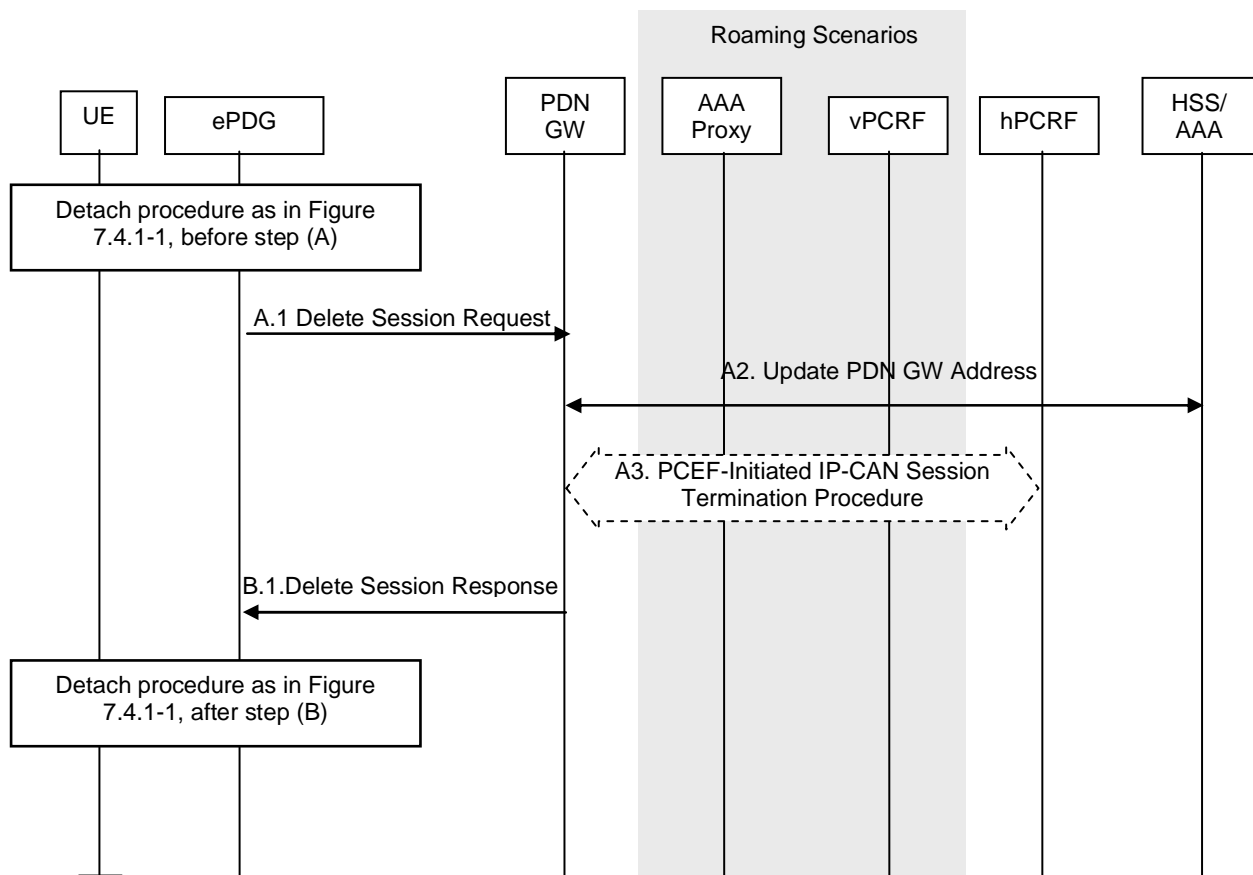 Roaming Scenarios
UE
ePDG
PDN
GW
AAA
Proxy
vPCRF
hPCRF
HSS/
AAA
Detach procedure as in Figure
7.4.1-1, before step (A)
A.1 Delete Session Request
A2. Update PDN GW Address
A3. PCEF-Initiated IP-CAN Session
Termination Procedure
B.1.Delete Session Response
Detach procedure as in Figure
7.4.1-1, after step (B)